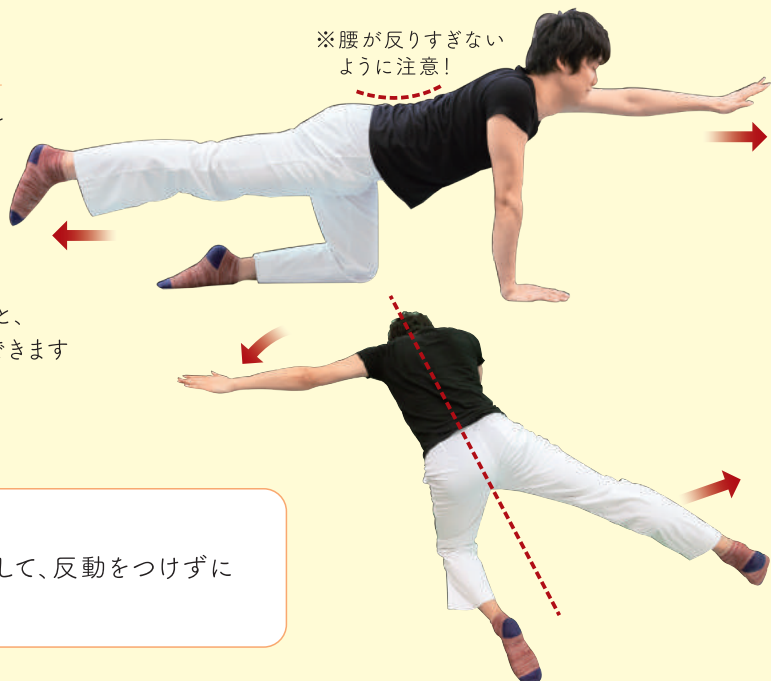 ※腰が反りすぎない
ように注意！
と、
できます
して、反動をつけずに